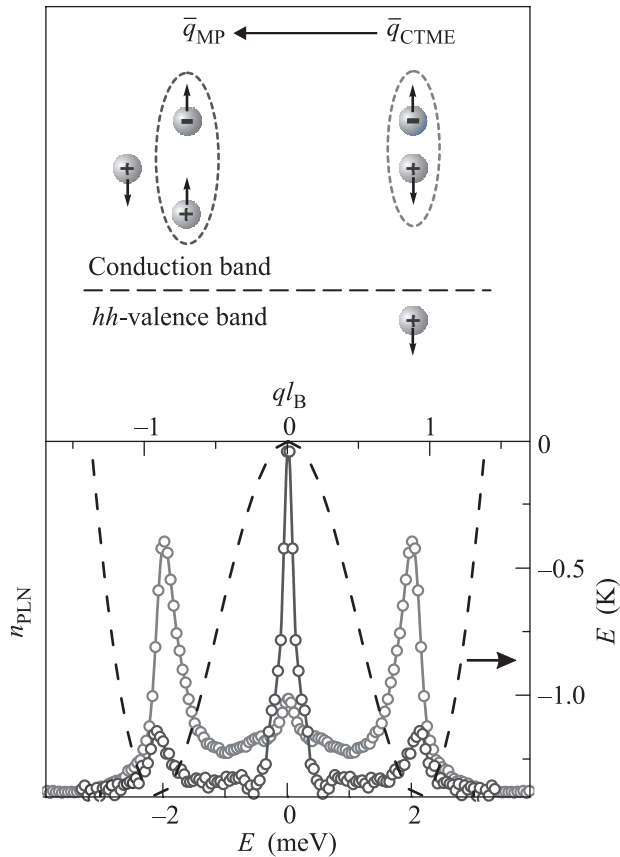 q̄MP ← q̄CTME
−
−
+
+
+
Conduction band
hh-valence band
+
qlB
−1 0 1
0
−0.5
−1.0
nPLN
E (K)
−2 0 2
E (meV)